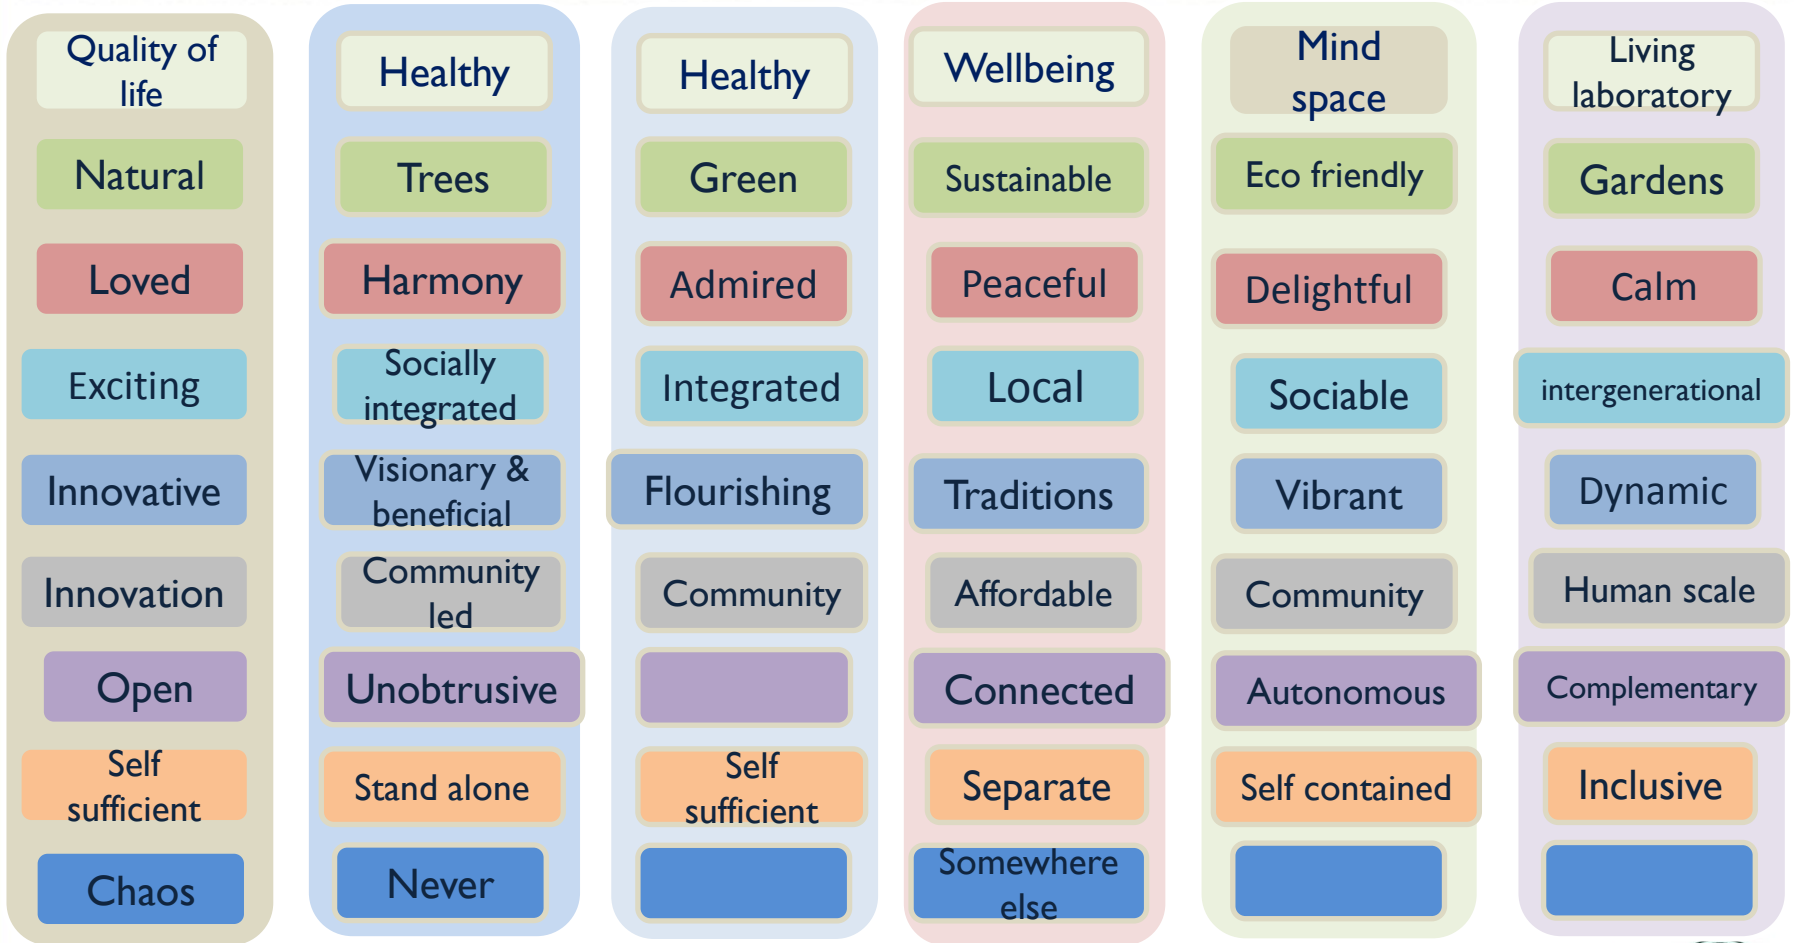 Quality of
life
Natural
Loved
Exciting
Innovative
Innovation
Open
Self
sufficient
Chaos
Healthy
Trees
Harmony
Socially
integrated
Visionary &
beneficial
Community
led
Unobtrusive
Stand alone
Never
Healthy
Green
Admired
Integrated
Flourishing
Community
Self
sufficient
Wellbeing
Sustainable
Peaceful
Local
Traditions
Affordable
Connected
Separate
Somewhere
else
Mind
space
Eco friendly
Delightful
Sociable
Vibrant
Community
Autonomous
Self contained
Living
laboratory
Gardens
Calm
intergenerational
Dynamic
Human scale
Complementary
Inclusive